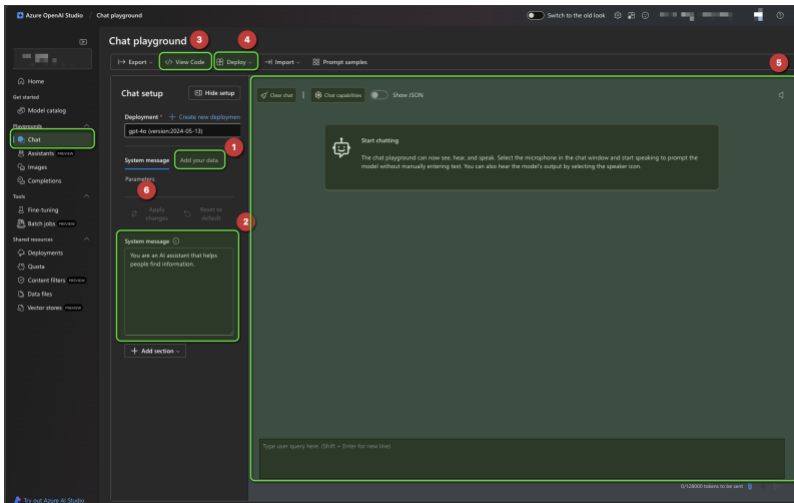 Azure OpenAI Studio / Chat playground
Switch to the old look
Chat playground
3
4
Export
View Code
Deploy
Import
Prompt samples
5
Home
Get started
Model catalog
Playgrounds
Chat
Assistants PREVIEW
Images
Completions
Tools
Fine-tuning
Batch jobs PREVIEW
Shared resources
Deployments
Quota
Content filters PREVIEW
Data files
Vector stores PREVIEW
Try out Azure AI Studio
Chat setup
Hide setup
Deployment * + Create new deploymen
gpt-4o (version:2024-05-13)
1
System message
Add your data
Parameters
6
Apply changes
Reset to default
2
System message
You are an AI assistant that helps
people find information.
+ Add section
Clear chat
Chat capabilities
Show JSON
Start chatting
The chat playground can now see, hear, and speak. Select the microphone in the chat window and start speaking to prompt the
model without manually entering text. You can also hear the model's output by selecting the speaker icon.
Type user query here. (Shift + Enter for new line)
0/128000 tokens to be sent